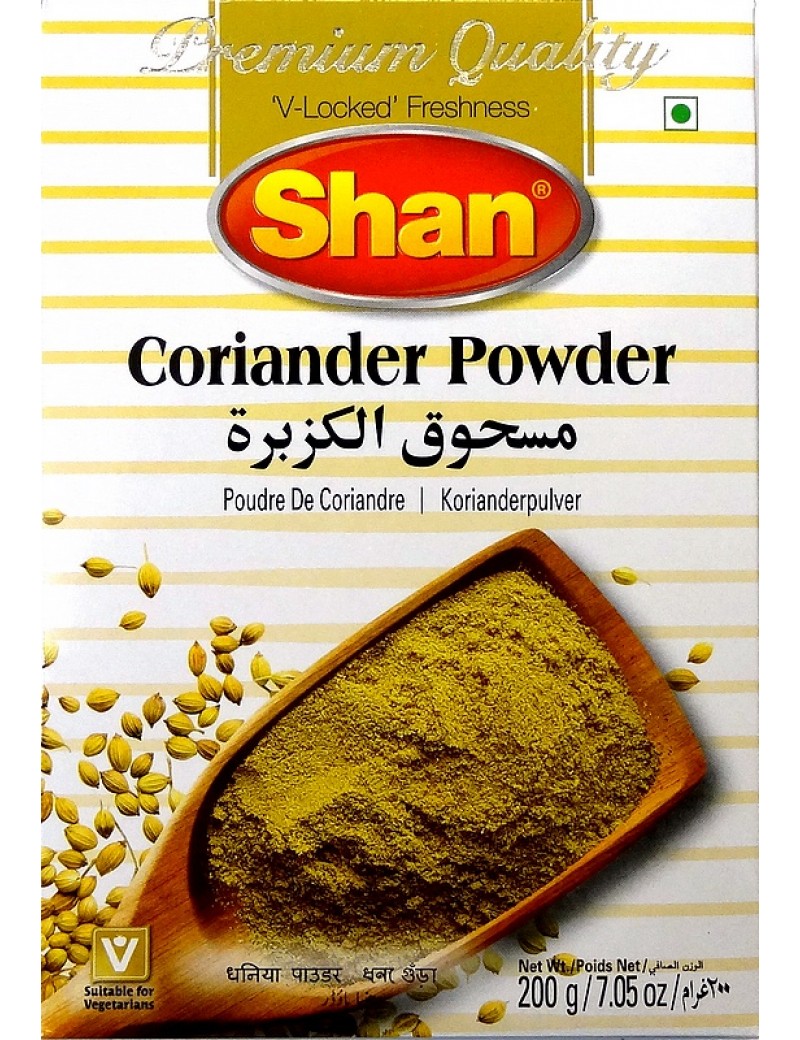 Premium Quality
'V-Locked' Freshness
Shan®
Coriander Powder
مسحوق الكزبرة
Poudre De Coriandre | Korianderpulver
V
Suitable for
Vegetarians
धनिया पाउडर
Net Wt./Poids Net/الوزن الصافي
200 g/7.05 oz/٢٠٠غرام